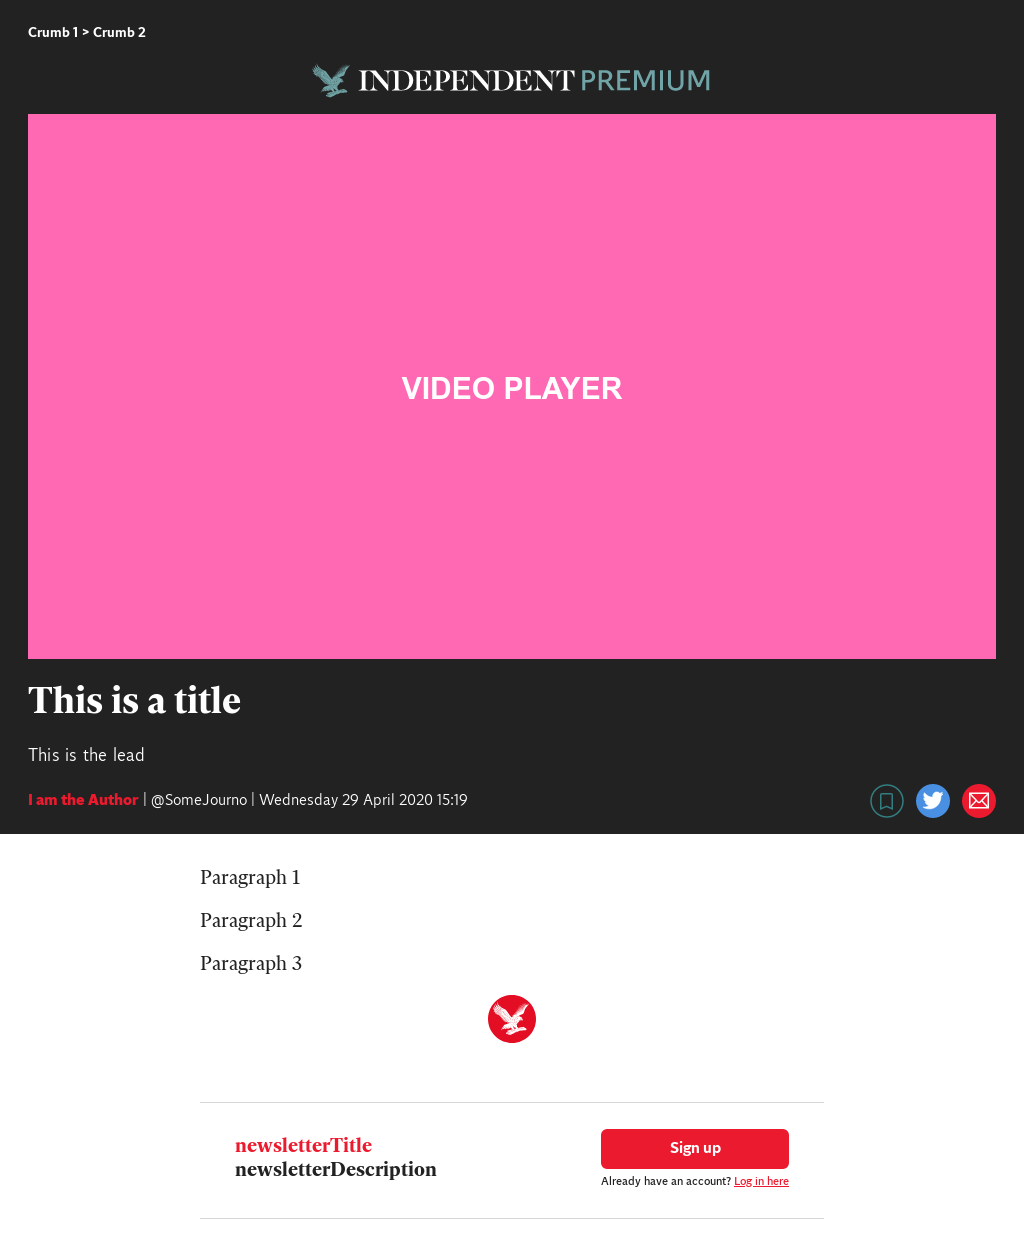 Crumb 1 > Crumb 2
INDEPENDENT PREMIUM
VIDEO PLAYER
This is a title
This is the lead
I am the Author | @SomeJourno | Wednesday 29 April 2020 15:19
Paragraph 1
Paragraph 2
Paragraph 3
newsletterTitle
newsletterDescription
Sign up
Already have an account? Log in here